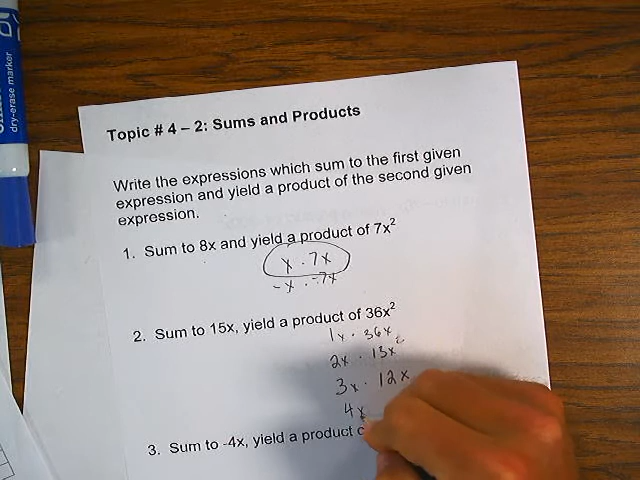 dry-erase marker
Topic # 4 – 2: Sums and Products
Write the expressions which sum to the first given
expression and yield a product of the second given
expression.
1. Sum to 8x and yield a product of 7x²
x · 7x
-x · -7x
2. Sum to 15x, yield a product of 36x²
1x · 36x
2x · 13x
3x · 12x
4x
3. Sum to -4x, yield a product